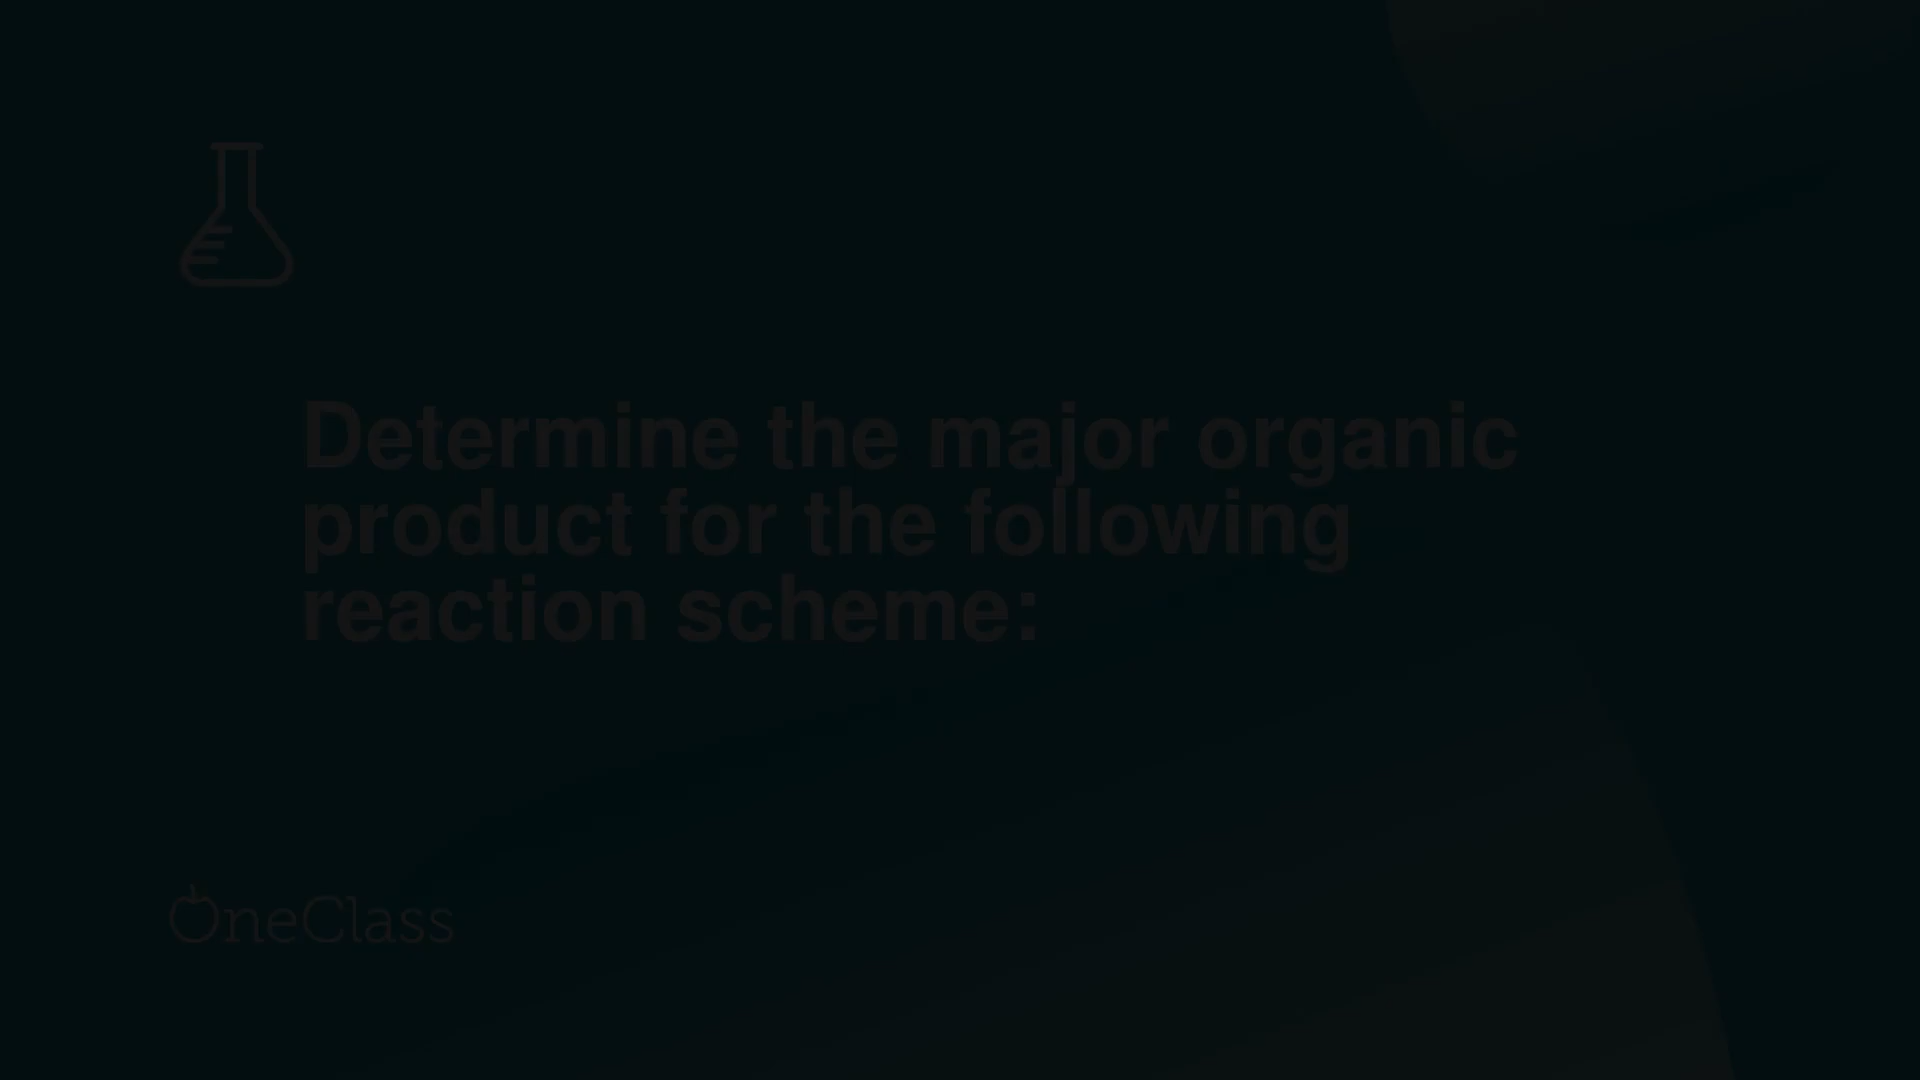 Determine the major organic
product for the following
reaction scheme:
OneClass